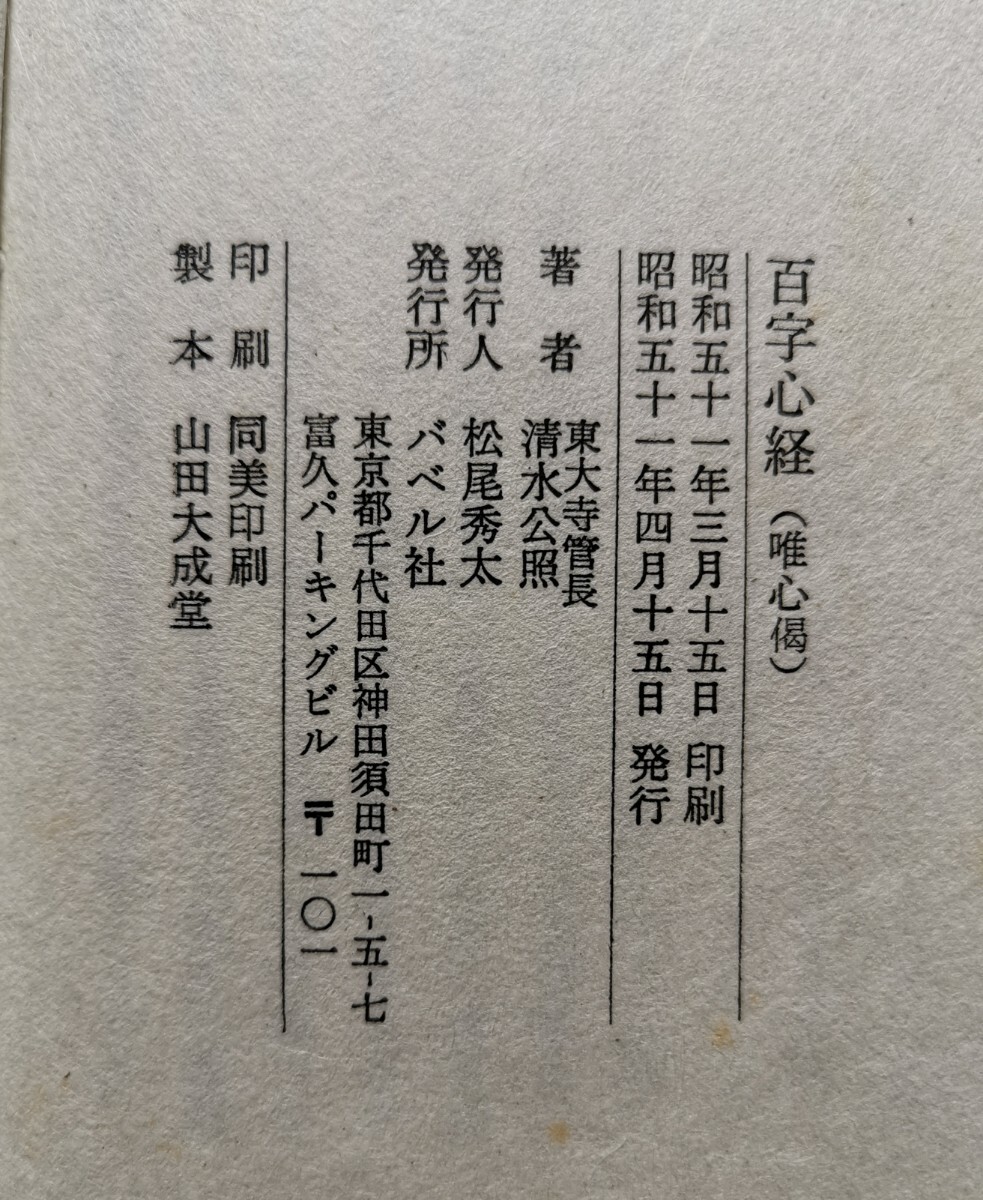 百字心経（唯心偈）
昭和五十一年三月十五日 印刷
昭和五十一年四月十五日 発行
著者 東大寺管長
清水公照
発行人 松尾秀太
発行所 バベル社
東京都千代田区神田須田町一-五-七
富久パーキングビル 〒一〇一
印刷 同美印刷
製本 山田大成堂